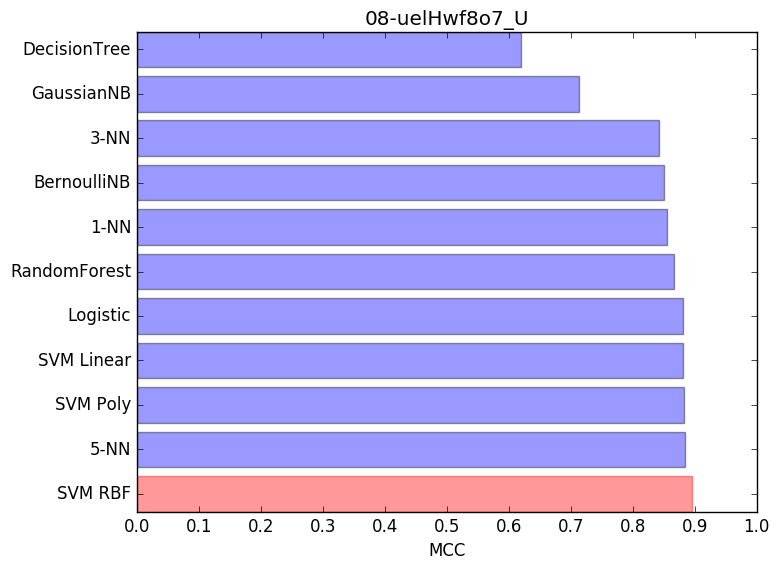 08-uelHwf8o7_U
DecisionTree
GaussianNB
3-NN
BernoulliNB
1-NN
RandomForest
Logistic
SVM Linear
SVM Poly
5-NN
SVM RBF
0.0 0.1 0.2 0.3 0.4 0.5 0.6 0.7 0.8 0.9 1.0
MCC